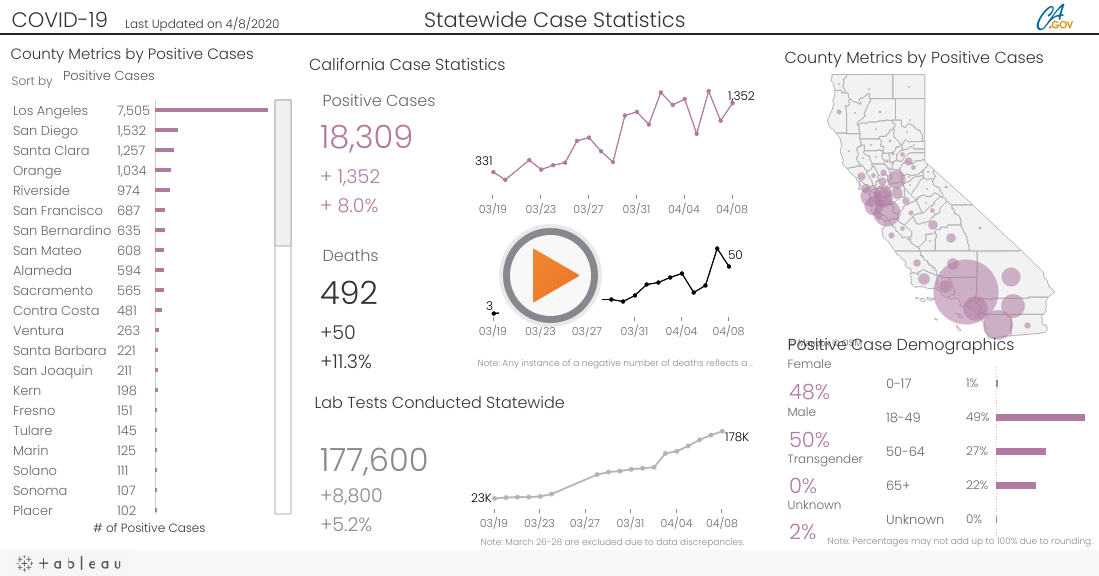 COVID-19 Last Updated on 4/8/2020
Statewide Case Statistics
CA.GOV
County Metrics by Positive Cases
Sort by Positive Cases
Los Angeles 7,505
San Diego 1,532
Santa Clara 1,257
Orange 1,034
Riverside 974
San Francisco 687
San Bernardino 635
San Mateo 608
Alameda 594
Sacramento 565
Contra Costa 481
Ventura 263
Santa Barbara 221
San Joaquin 211
Kern 198
Fresno 151
Tulare 145
Marin 125
Solano 111
Sonoma 107
Placer 102
# of Positive Cases
California Case Statistics
Positive Cases
18,309
+ 1,352
+ 8.0%
331
1,352
03/19 03/23 03/27 03/31 04/04 04/08
Deaths
492
+50
+11.3%
3
50
03/19 03/23 03/27 03/31 04/04 04/08
Note: Any instance of a negative number of deaths reflects a ..
Lab Tests Conducted Statewide
177,600
+8,800
+5.2%
23K
178K
03/19 03/23 03/27 03/31 04/04 04/08
Note: March 26-28 are excluded due to data discrepancies.
County Metrics by Positive Cases
Positive Case Demographics
Female
48%
Male
50%
Transgender
0%
Unknown
2%
0-17 1%
18-49 49%
50-64 27%
65+ 22%
Unknown 0%
Note: Percentages may not add up to 100% due to rounding.
+ableau